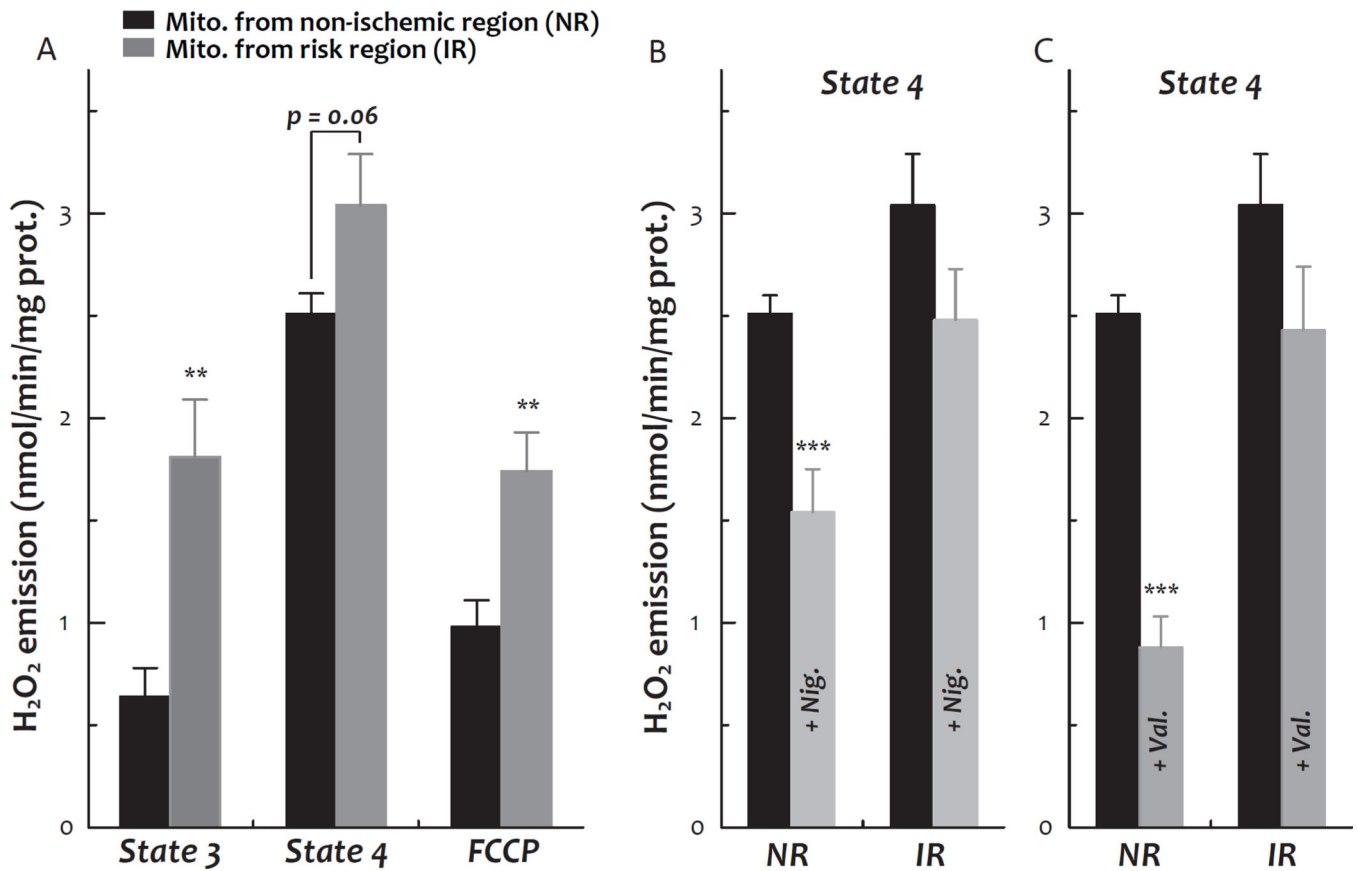 Mito. from non-ischemic region (NR)
Mito. from risk region (IR)
A
H₂O₂ emission (nmol/min/mg prot.)
3
2
1
0
p = 0.06
**
**
State 3
State 4
FCCP
B
State 4
H₂O₂ emission (nmol/min/mg prot.)
3
2
1
0
***
+ Nig.
+ Nig.
NR
IR
C
State 4
3
2
1
0
***
+ Val.
+ Val.
NR
IR